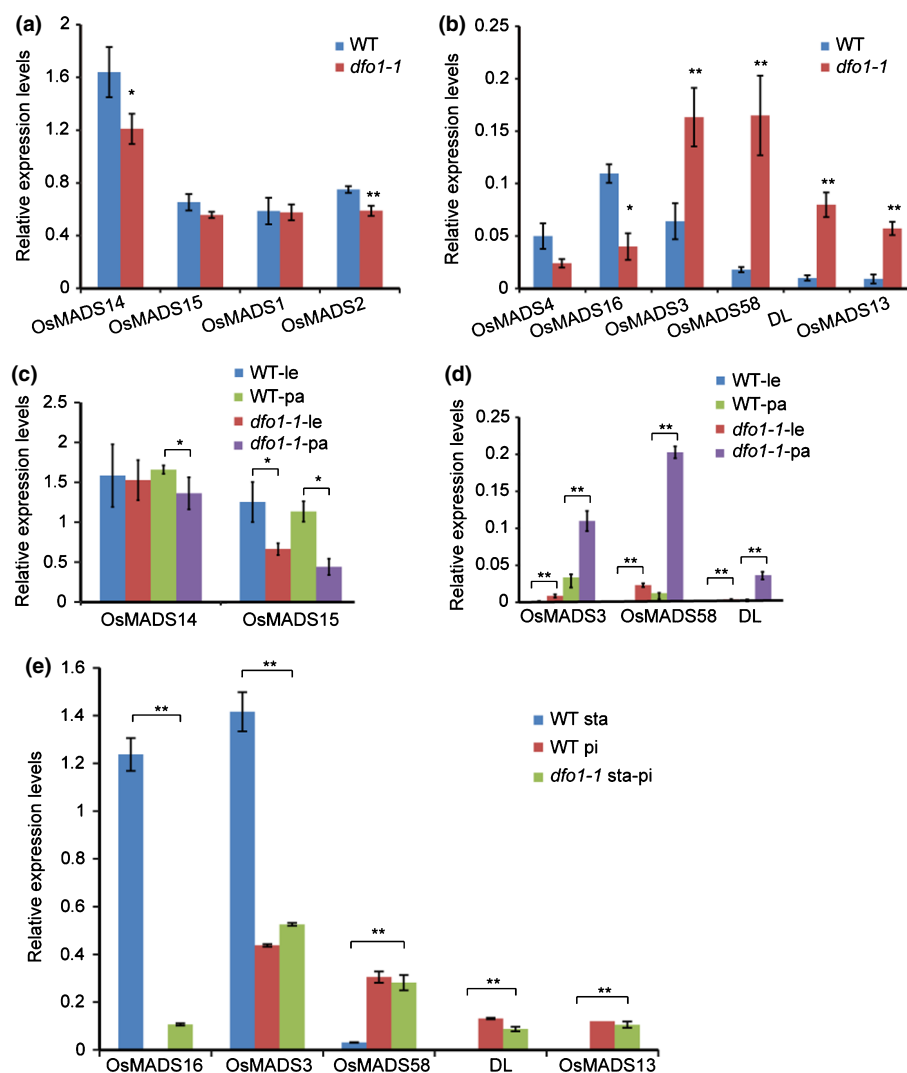 (a)
Relative expression levels
2
1.6
1.2
0.8
0.4
0
WT
dfo1-1
*
**
OsMADS14
OsMADS15
OsMADS1
OsMADS2
(b)
Relative expression levels
0.25
0.2
0.15
0.1
0.05
0
WT
dfo1-1
*
**
**
**
**
OsMADS4
OsMADS16
OsMADS3
OsMADS58
DL
OsMADS13
(c)
WT-le
WT-pa
dfo1-1-le
dfo1-1-pa
Relative expression levels
2
1.5
1
0.5
0
*
*
*
OsMADS14
OsMADS15
(d)
WT-le
WT-pa
dfo1-1-le
dfo1-1-pa
Relative expression levels
0.25
0.2
0.15
0.1
0.05
0
**
**
**
**
**
**
OsMADS3
OsMADS58
DL
(e)
Relative expression levels
1.6
1.4
1.2
1
0.8
0.6
0.4
0.2
0
**
**
**
**
**
WT sta
WT pi
dfo1-1 sta-pi
OsMADS16
OsMADS3
OsMADS58
DL
OsMADS13